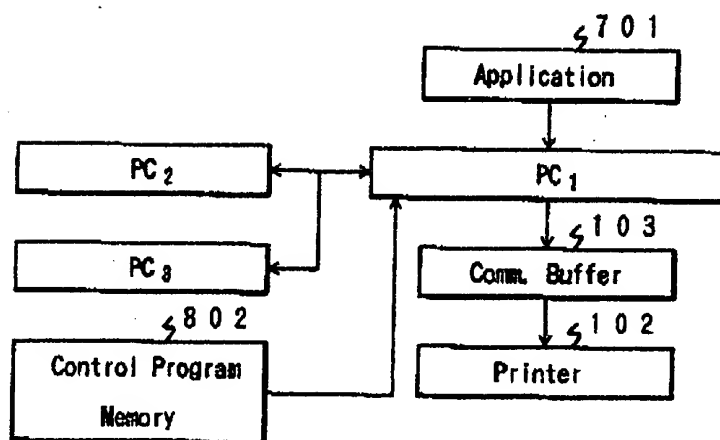 701
Application
PC₂
PC₁
103
PC₃
Comm. Buffer
802
102
Control Program
Memory
Printer